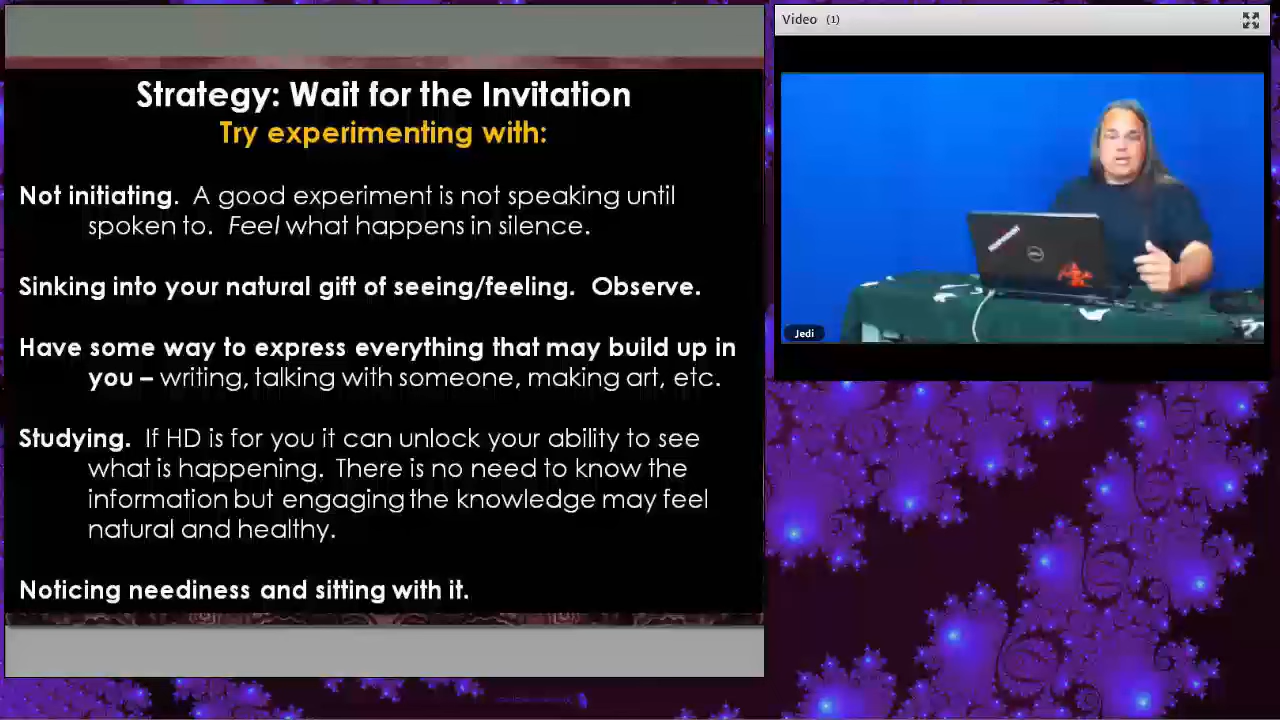 Strategy: Wait for the Invitation
Try experimenting with:
Not initiating. A good experiment is not speaking until
spoken to. Feel what happens in silence.
Sinking into your natural gift of seeing/feeling. Observe.
Have some way to express everything that may build up in
you – writing, talking with someone, making art, etc.
Studying. If HD is for you it can unlock your ability to see
what is happening. There is no need to know the
information but engaging the knowledge may feel
natural and healthy.
Noticing neediness and sitting with it.
Video (1)
DELL
Jedi